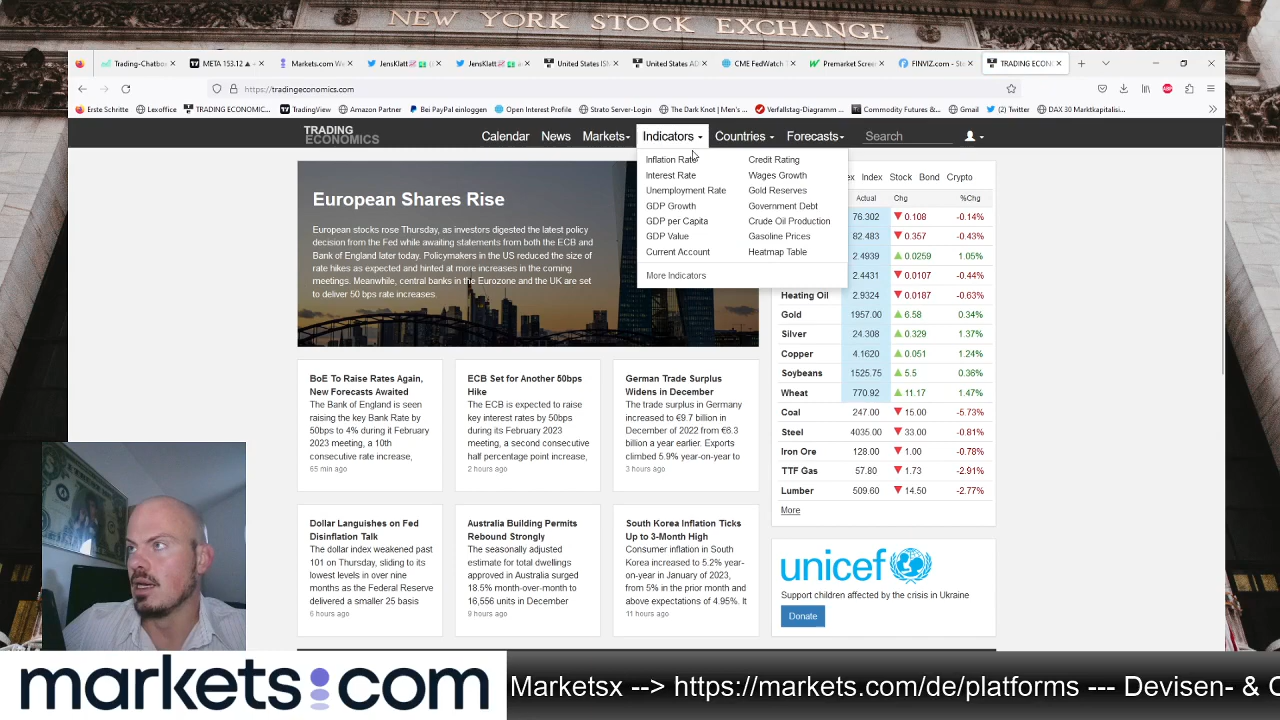 NEW YORK STOCK EXCHANGE
Trading-Chatbo
META 153.12 ▲ +
Markets.com We
JensKlatt
JensKlatt
United States ISM
United States AD
CME FedWatch
Premarket Scree
FINVIZ.com - St
TRADING ECON
https://tradingeconomics.com
Erste Schritte
Lexoffice
TRADING ECONOMIC...
TradingView
Amazon Partner
Bei PayPal einloggen
Open Interest Profile
Strato Server-Login
The Dark Knot | Men's ...
Verfallstag-Diagramm ...
Commodity Futures &...
Gmail
(2) Twitter
DAX 30 Marktkapitalisi...
TRADING
ECONOMICS
Calendar
News
Markets
Indicators
Countries
Forecasts
Search
Inflation Rate
Credit Rating
Interest Rate
Wages Growth
Unemployment Rate
Gold Reserves
GDP Growth
Government Debt
GDP per Capita
Crude Oil Production
GDP Value
Gasoline Prices
Current Account
Heatmap Table
More Indicators
European Shares Rise
European stocks rose Thursday, as investors digested the latest policy
decision from the Fed while awaiting statements from both the ECB and
Bank of England later today. Policymakers in the US reduced the size of
rate hikes as expected and hinted at more increases in the coming
meetings. Meanwhile, central banks in the Eurozone and the UK are set
to deliver 50 bps rate increases.
ex Index Stock Bond Crypto
Actual Chg %Chg
76.302 0.108 -0.14%
82.483 0.357 -0.43%
2.4939 0.0259 1.05%
2.4431 0.0107 -0.44%
Heating Oil 2.9324 0.0187 -0.63%
Gold 1957.00 6.58 0.34%
Silver 24.308 0.329 1.37%
Copper 4.1620 0.051 1.24%
Soybeans 1525.75 5.5 0.36%
Wheat 770.92 11.17 1.47%
Coal 247.00 15.00 -5.73%
Steel 4035.00 33.00 -0.81%
Iron Ore 128.00 1.00 -0.78%
TTF Gas 57.80 1.73 -2.91%
Lumber 509.60 14.50 -2.77%
More
BoE To Raise Rates Again,
New Forecasts Awaited
The Bank of England is seen
raising the key Bank Rate by
50bps to 4% during it February
2023 meeting, a 10th
consecutive rate increase,
65 min ago
ECB Set for Another 50bps
Hike
The ECB is expected to raise
key interest rates by 50bps
during its February 2023
meeting, a second consecutive
half percentage point increase,
2 hours ago
German Trade Surplus
Widens in December
The trade surplus in Germany
increased to €9.7 billion in
December of 2022 from €6.3
billion a year earlier. Exports
climbed 5.9% year-on-year to
3 hours ago
Dollar Languishes on Fed
Disinflation Talk
The dollar index weakened past
101 on Thursday, sliding to its
lowest levels in over nine
months as the Federal Reserve
delivered a smaller 25 basis
6 hours ago
Australia Building Permits
Rebound Strongly
The seasonally adjusted
estimate for total dwellings
approved in Australia surged
18.5% month-over-month to
16,556 units in December
9 hours ago
South Korea Inflation Ticks
Up to 3-Month High
Consumer inflation in South
Korea increased to 5.2% year-
on-year in January of 2023,
from 5% in the prior month and
above expectations of 4.95%. It
11 hours ago
unicef
Support children affected by the crisis in Ukraine
Donate
markets.com
Marketsx --> https://markets.com/de/platforms --- Devisen- & C